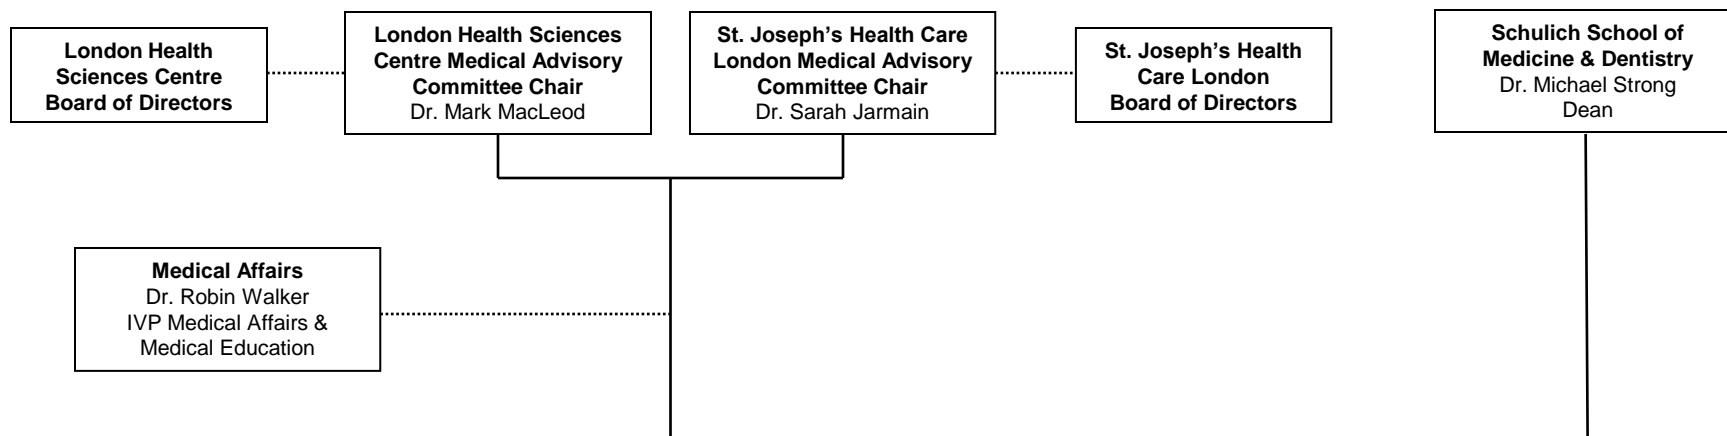 London Health
Sciences Centre
Board of Directors
London Health Sciences
Centre Medical Advisory
Committee Chair
Dr. Mark MacLeod
St. Joseph’s Health Care
London Medical Advisory
Committee Chair
Dr. Sarah Jarmain
St. Joseph’s Health
Care London
Board of Directors
Schulich School of
Medicine & Dentistry
Dr. Michael Strong
Dean
Medical Affairs
Dr. Robin Walker
IVP Medical Affairs &
Medical Education